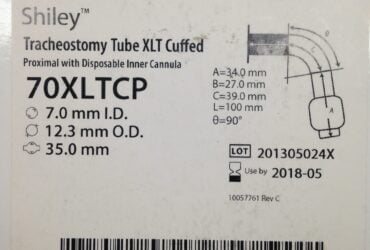 Shiley™
Tracheostomy Tube XLT Cuffed
Proximal with Disposable Inner Cannula
70XLTCP
7.0 mm I.D.
12.3 mm O.D.
35.0 mm
A=34.0 mm
B=27.0 mm
C=39.0 mm
L=100 mm
θ=90°
θ
C
B
A
LOT 201305024X
Use by 2018-05
10057761 Rev C